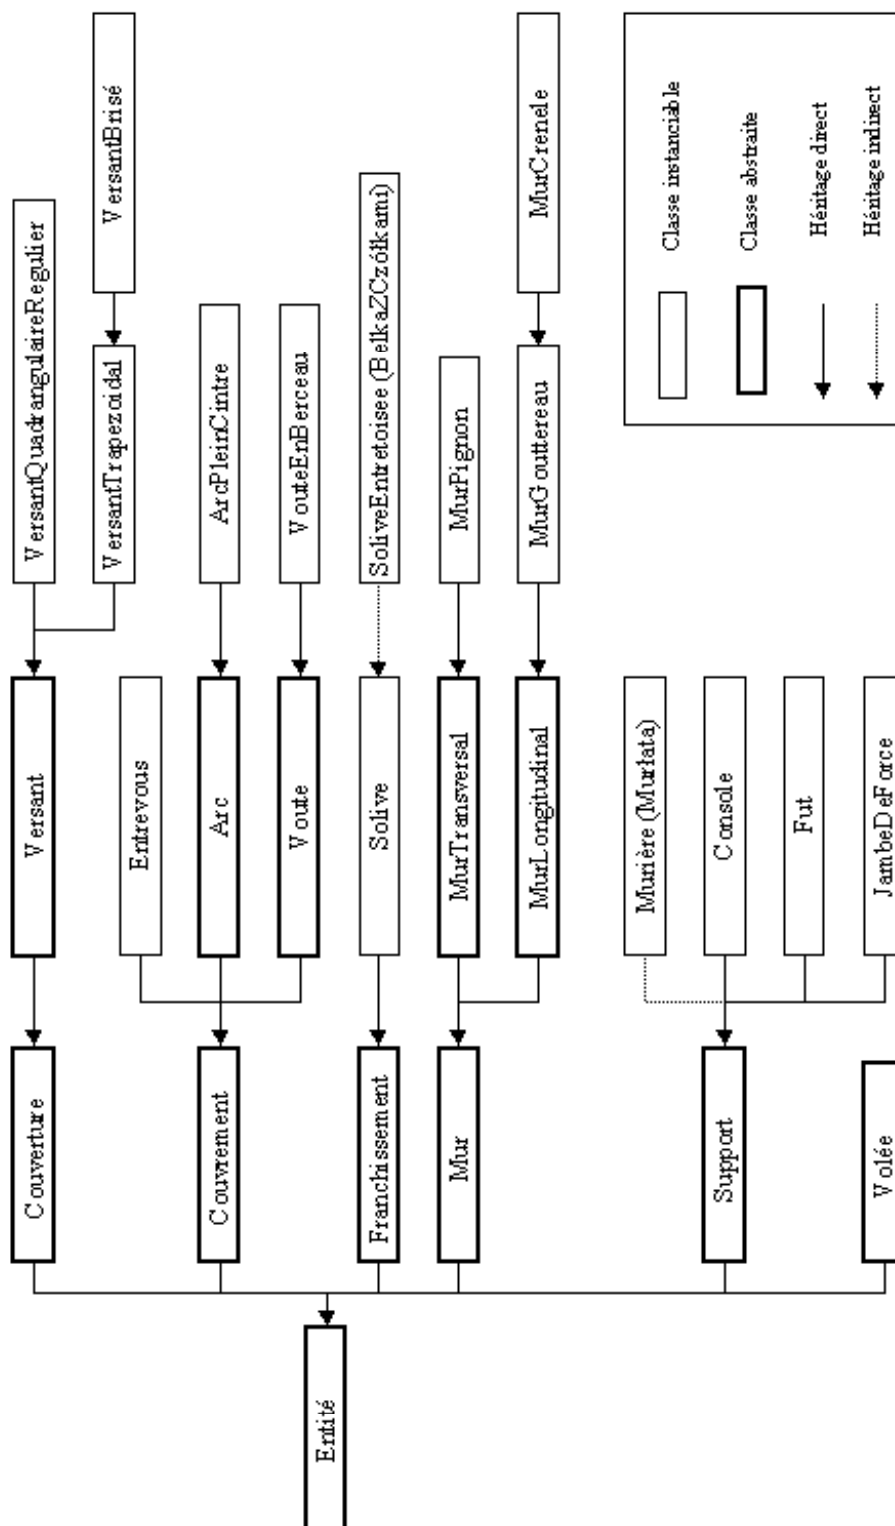 Couverture
Versant
VersantQuadrangulaireRegulier
VersantTrapezoidal
VersantBrisé
Entrevous
Couvrement
Arc
ArcPleinCintre
Voute
VouteEnBerceau
Entité
Franchissement
Solive
SoliveEntretoisee (BelkaZCzółkami)
Mur
MurTransversal
MurPignon
MurLongitudinal
MurGouttereau
MurCrenele
Murière (Murłata)
Support
Console
Fut
Volée
JambeDeForce
Classe instanciable
Classe abstraite
Héritage direct
Héritage indirect